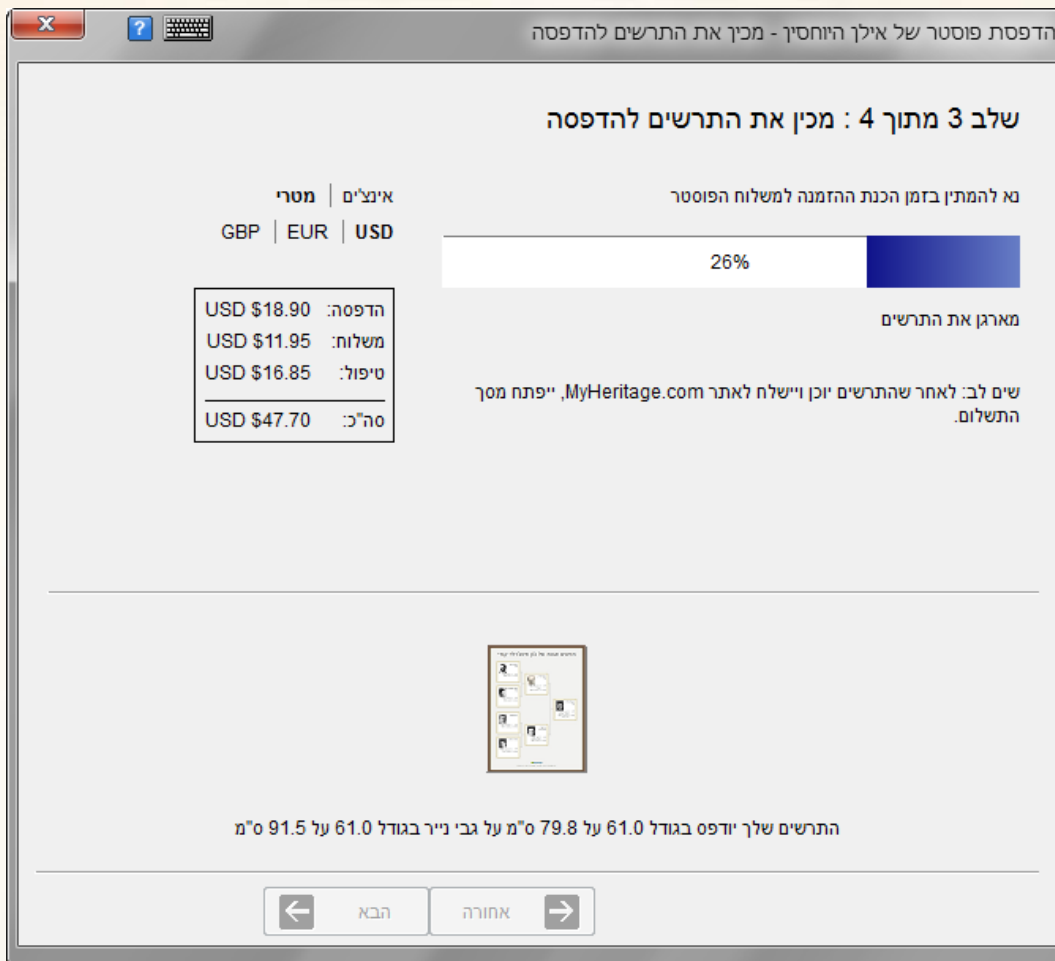 הדפסת פוסטר של אילן היוחסין - מכין את התרשים להדפסה
שלב 3 מתוך 4 : מכין את התרשים להדפסה
נא להמתין בזמן הכנת ההזמנה למשלוח הפוסטר
26%
מארגן את התרשים
שים לב: לאחר שהתרשים יוכן ויישלח לאתר MyHeritage.com, ייפתח מסך
התשלום.
אינצ'ים | מטרי
USD | EUR | GBP
הדפסה: USD $18.90
משלוח: USD $11.95
טיפול: USD $16.85
סה"כ: USD $47.70
התרשים שלך יודפס בגודל 61.0 על 79.8 ס"מ על גבי נייר בגודל 61.0 על 91.5 ס"מ
אחורה
הבא